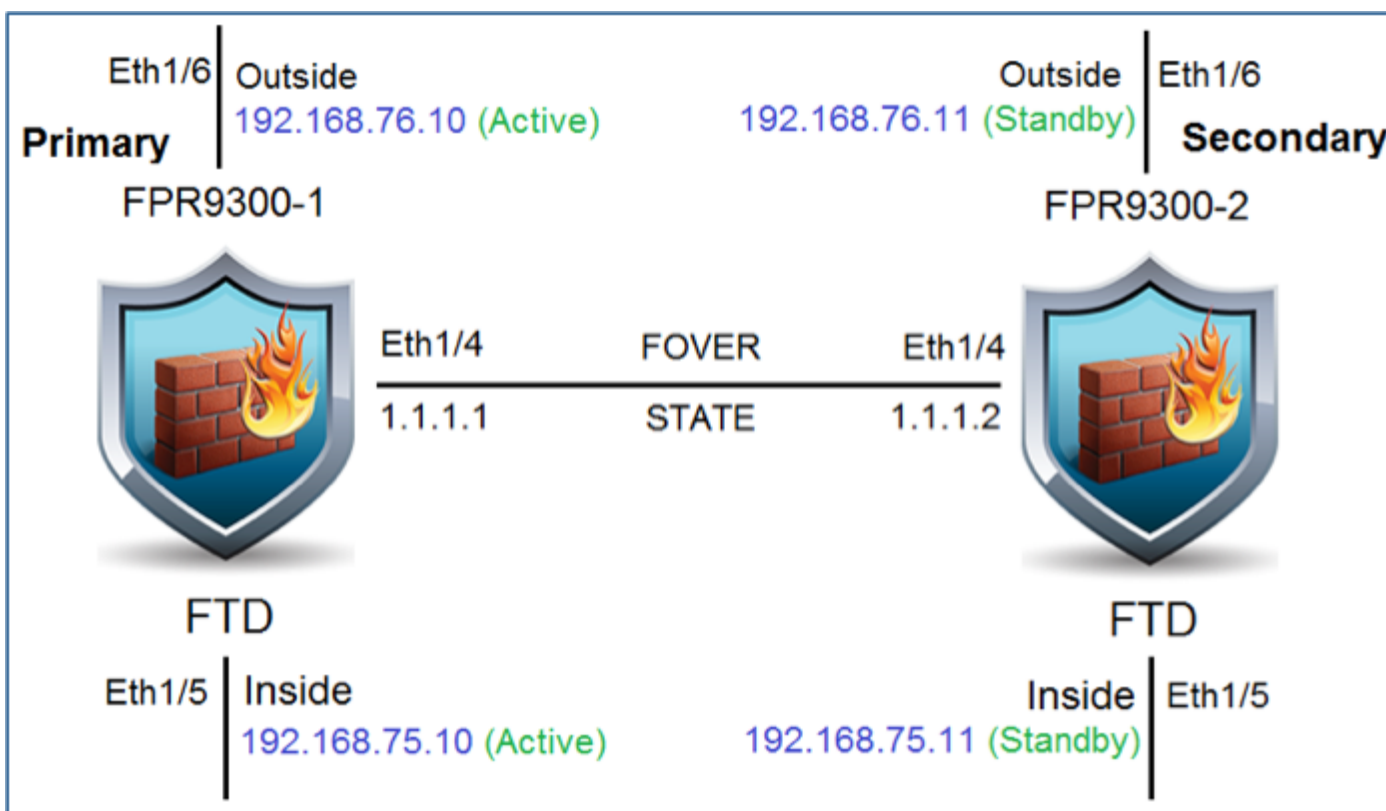 Eth1/6
Outside
192.168.76.10 (Active)
Primary
FPR9300-1
Outside
Eth1/6
192.168.76.11 (Standby)
Secondary
FPR9300-2
Eth1/4
FOVER
Eth1/4
1.1.1.1
STATE
1.1.1.2
FTD
Eth1/5
Inside
192.168.75.10 (Active)
FTD
Inside
Eth1/5
192.168.75.11 (Standby)